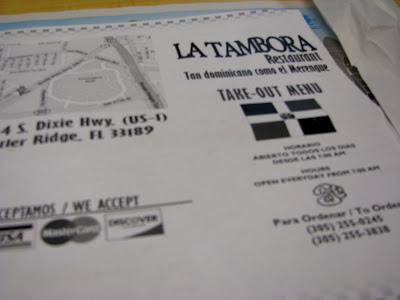 LA TAMBORA
Restaurant
Tan dominicano como el Merengue
TAKE-OUT MENU
4 S. Dixie Hwy. (US-1)
tler Ridge, FL 33189
HORARIO
ABIERTO TODOS LOS DIAS
DESDE LAS 7:00 AM
HOURS
OPEN EVERYDAY FROM 7:00 AM
CEPTAMOS / WE ACCEPT
VISA MasterCard DISCOVER
Para Ordenar / To Order
(305) 255-0245
(305) 255-3838